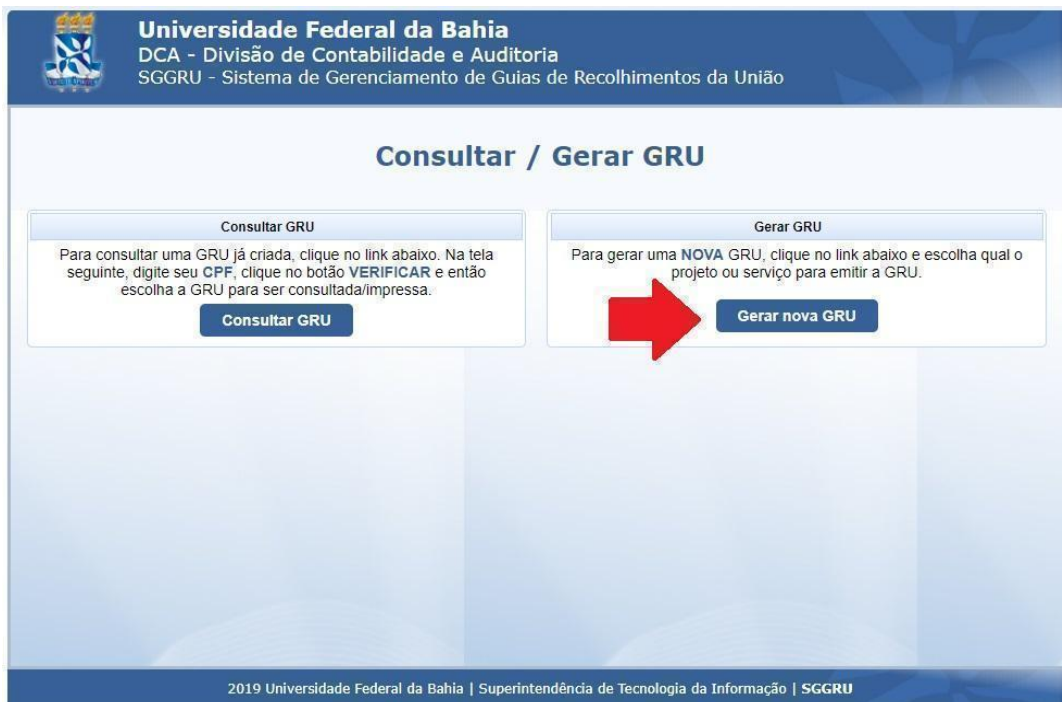 Universidade Federal da Bahia
DCA - Divisão de Contabilidade e Auditoria
SGGRU - Sistema de Gerenciamento de Guias de Recolhimentos da União
Consultar / Gerar GRU
Consultar GRU
Para consultar uma GRU já criada, clique no link abaixo. Na tela
seguinte, digite seu CPF, clique no botão VERIFICAR e então
escolha a GRU para ser consultada/impressa.
Consultar GRU
Gerar GRU
Para gerar uma NOVA GRU, clique no link abaixo e escolha qual o
projeto ou serviço para emitir a GRU.
Gerar nova GRU
2019 Universidade Federal da Bahia | Superintendência de Tecnologia da Informação | SGGRU